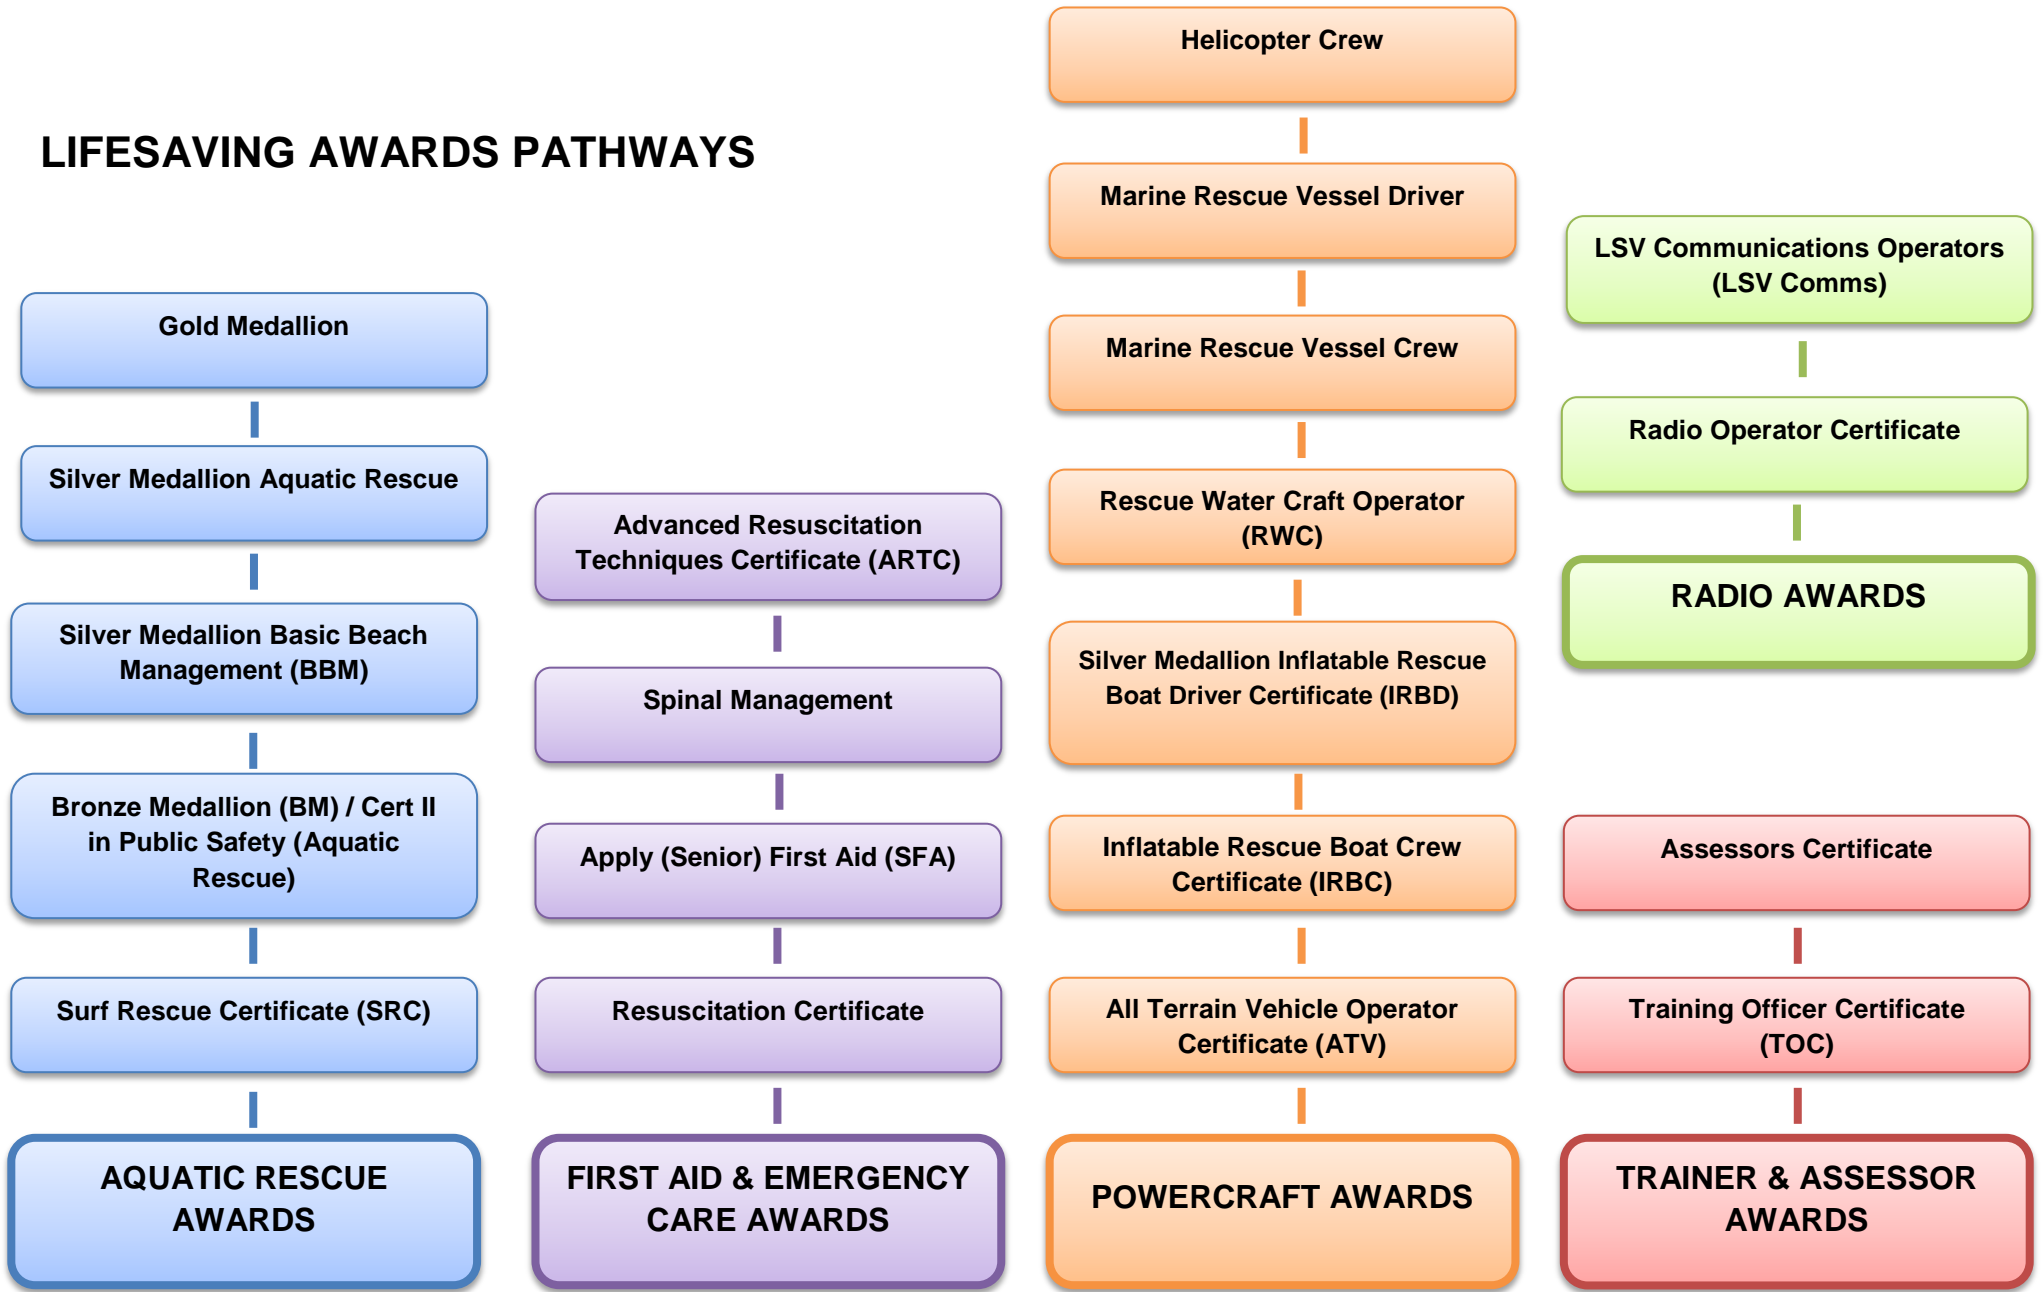 LIFESAVING AWARDS PATHWAYS
Gold Medallion
Silver Medallion Aquatic Rescue
Silver Medallion Basic Beach
Management (BBM)
Bronze Medallion (BM) / Cert II
in Public Safety (Aquatic
Rescue)
Surf Rescue Certificate (SRC)
AQUATIC RESCUE
AWARDS
Advanced Resuscitation
Techniques Certificate (ARTC)
Spinal Management
Apply (Senior) First Aid (SFA)
Resuscitation Certificate
FIRST AID & EMERGENCY
CARE AWARDS
Helicopter Crew
Marine Rescue Vessel Driver
Marine Rescue Vessel Crew
Rescue Water Craft Operator
(RWC)
Silver Medallion Inflatable Rescue
Boat Driver Certificate (IRBD)
Inflatable Rescue Boat Crew
Certificate (IRBC)
All Terrain Vehicle Operator
Certificate (ATV)
POWERCRAFT AWARDS
LSV Communications Operators
(LSV Comms)
Radio Operator Certificate
RADIO AWARDS
Assessors Certificate
Training Officer Certificate
(TOC)
TRAINER & ASSESSOR
AWARDS